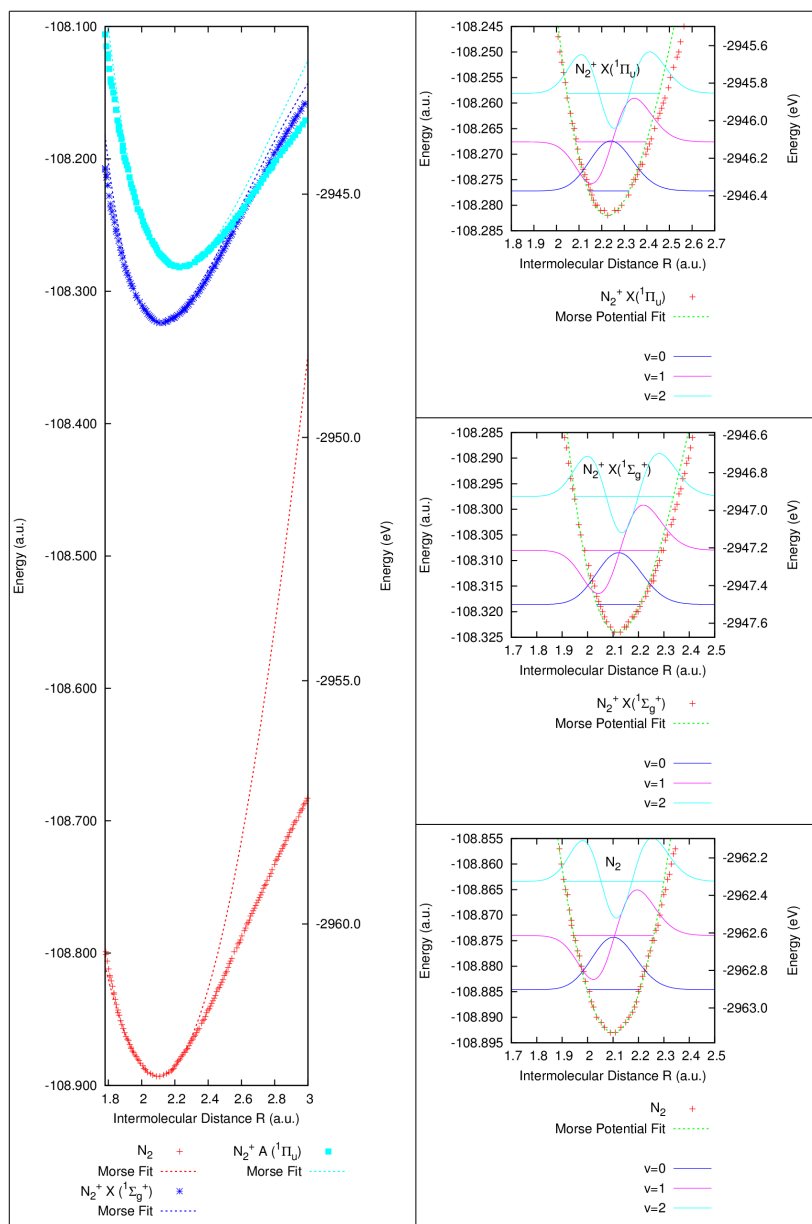 -108.100
-108.200
-108.300
-108.400
-108.500
-108.600
-108.700
-108.800
-108.900
Energy (a.u.)
1.8 2 2.2 2.4 2.6 2.8 3
Intermolecular Distance R (a.u.)
-2945.0
-2950.0
-2955.0
-2960.0
Energy (eV)
N₂
Morse Fit
N₂⁺ X (¹Σg⁺)
Morse Fit
N₂⁺ A (¹Πu)
Morse Fit
-108.245
-108.250
-108.255
-108.260
-108.265
-108.270
-108.275
-108.280
-108.285
Energy (a.u.)
N₂⁺ X(¹Πu)
-2945.6
-2945.8
-2946.0
-2946.2
-2946.4
Energy (eV)
1.8 1.9 2 2.1 2.2 2.3 2.4 2.5 2.6 2.7
Intermolecular Distance R (a.u.)
N₂⁺ X(¹Πu)
Morse Potential Fit
v=0
v=1
v=2
-108.285
-108.290
-108.295
-108.300
-108.305
-108.310
-108.315
-108.320
-108.325
Energy (a.u.)
N₂⁺ X(¹Σg⁺)
-2946.6
-2946.8
-2947.0
-2947.2
-2947.4
-2947.6
Energy (eV)
1.7 1.8 1.9 2 2.1 2.2 2.3 2.4 2.5
Intermolecular Distance R (a.u.)
N₂⁺ X(¹Σg⁺)
Morse Potential Fit
v=0
v=1
v=2
-108.855
-108.860
-108.865
-108.870
-108.875
-108.880
-108.885
-108.890
-108.895
Energy (a.u.)
N₂
-2962.2
-2962.4
-2962.6
-2962.8
-2963.0
Energy (eV)
1.7 1.8 1.9 2 2.1 2.2 2.3 2.4 2.5
Intermolecular Distance R (a.u.)
N₂
Morse Potential Fit
v=0
v=1
v=2